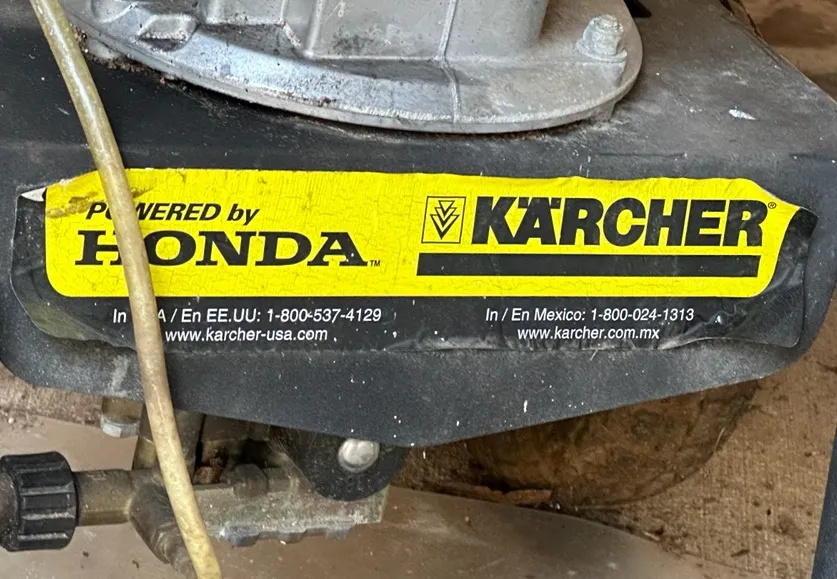 POWERED by
HONDA™
KÄRCHER®
In A / En EE.UU: 1-800-537-4129
www.karcher-usa.com
In / En Mexico: 1-800-024-1313
www.karcher.com.mx